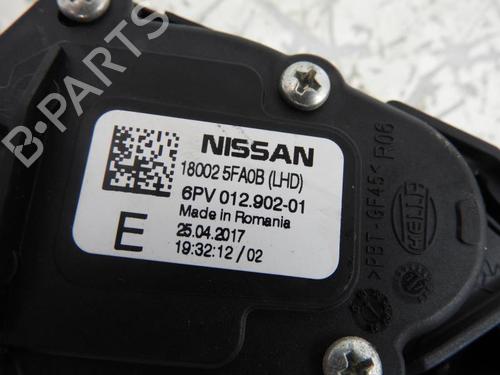 NISSAN
18002 5FA0B (LHD)
6PV 012.902-01
Made in Romania
E
25.04.2017
19:32:12 / 02
>PBT-GF45< R06
HELLA
B-PARTS